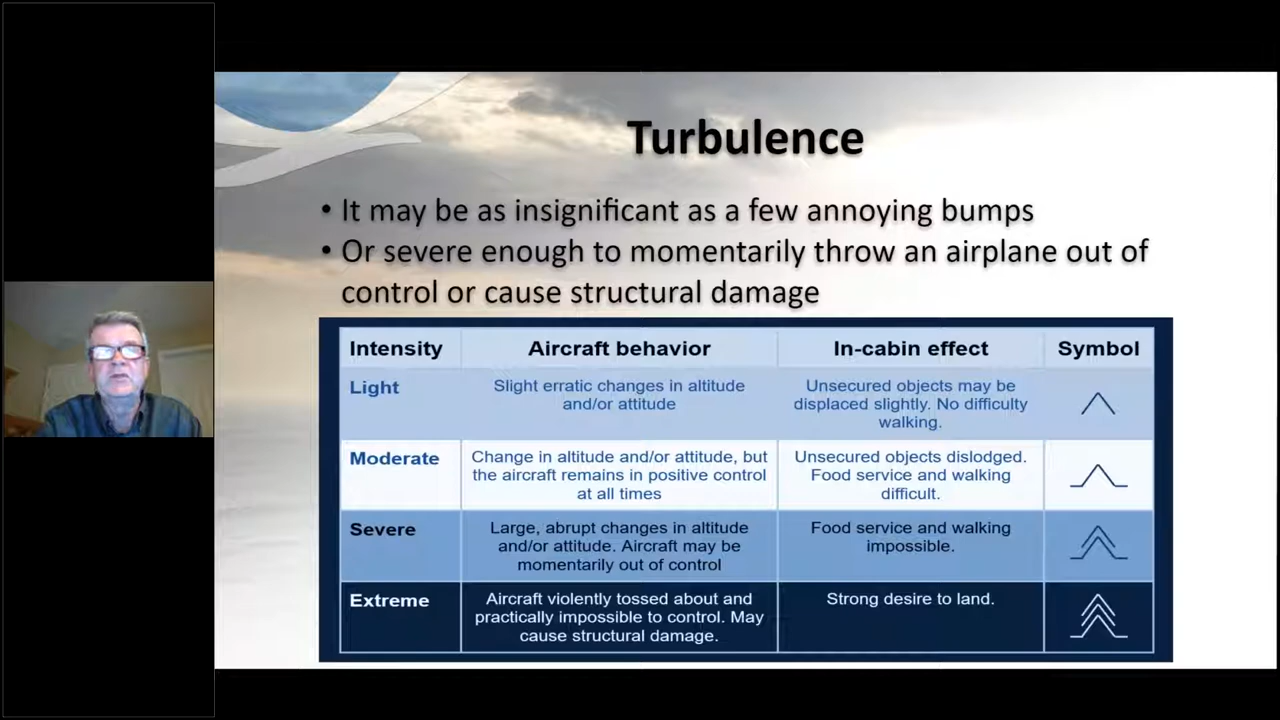 Turbulence
• It may be as insignificant as a few annoying bumps
• Or severe enough to momentarily throw an airplane out of
control or cause structural damage
Intensity Aircraft behavior In-cabin effect Symbol
Light
Slight erratic changes in altitude
and/or attitude
Unsecured objects may be
displaced slightly. No difficulty
walking.
Moderate
Change in altitude and/or attitude, but
the aircraft remains in positive control
at all times
Unsecured objects dislodged.
Food service and walking
difficult.
Severe
Large, abrupt changes in altitude
and/or attitude. Aircraft may be
momentarily out of control
Food service and walking
impossible.
Extreme
Aircraft violently tossed about and
practically impossible to control. May
cause structural damage.
Strong desire to land.